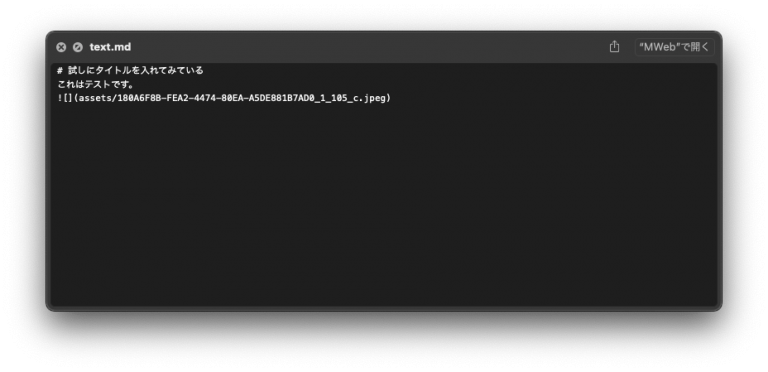 text.md
“MWeb”で開く
# 試しにタイトルを入れてみている
これはテストです。
![](assets/180A6F8B-FEA2-4474-80EA-A5DE881B7AD0_1_105_c.jpeg)